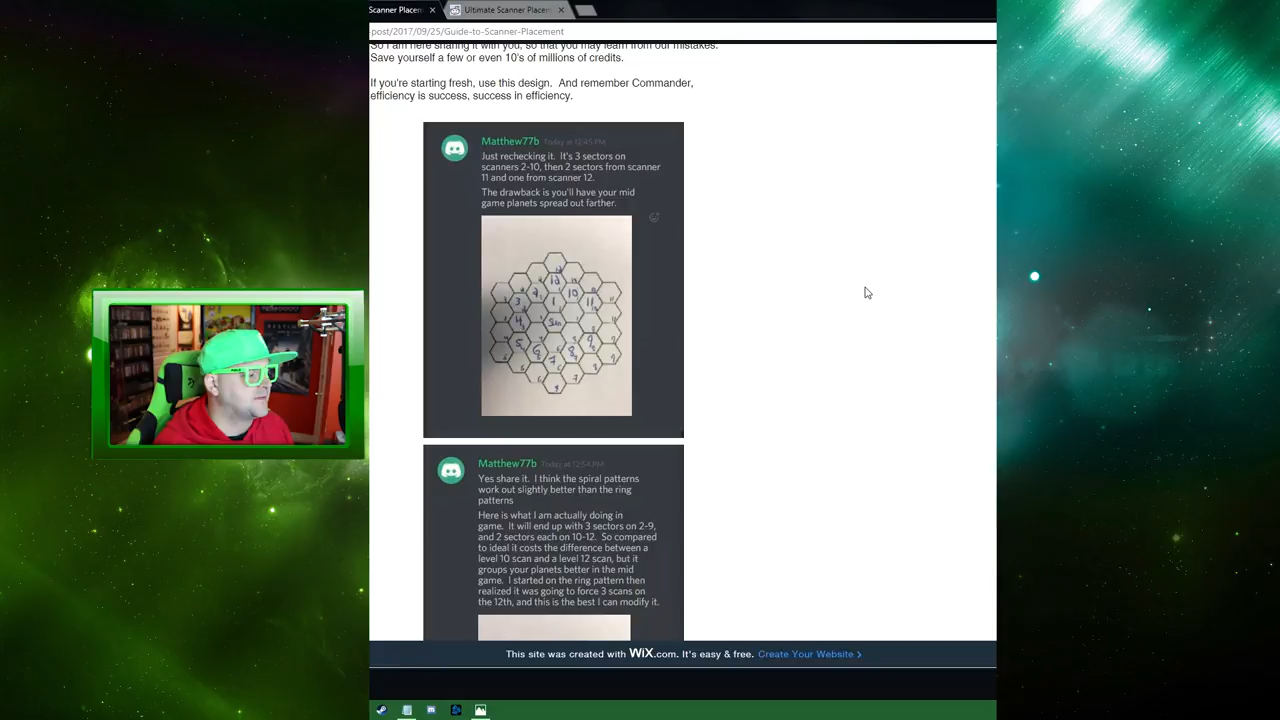 Scanner Placem
Ultimate Scanner Placem
post/2017/09/25/Guide-to-Scanner-Placement
So I am here sharing it with you, so that you may learn from our mistakes.
Save yourself a few or even 10's of millions of credits.
If you're starting fresh, use this design. And remember Commander,
efficiency is success, success in efficiency.
Matthew77b Today at 12:45 PM
Just rechecking it. It's 3 sectors on
scanners 2-10, then 2 sectors from scanner
11 and one from scanner 12.
The drawback is you'll have your mid
game planets spread out farther.
Matthew77b Today at 12:54 PM
Yes share it. I think the spiral patterns
work out slightly better than the ring
patterns
Here is what I am actually doing in
game. It will end up with 3 sectors on 2-9,
and 2 sectors each on 10-12. So compared
to ideal it costs the difference between a
level 10 scan and a level 12 scan, but it
groups your planets better in the mid
game. I started on the ring pattern then
realized it was going to force 3 scans on
the 12th, and this is the best I can modify it.
This site was created with WiX.com. It's easy & free. Create Your Website >